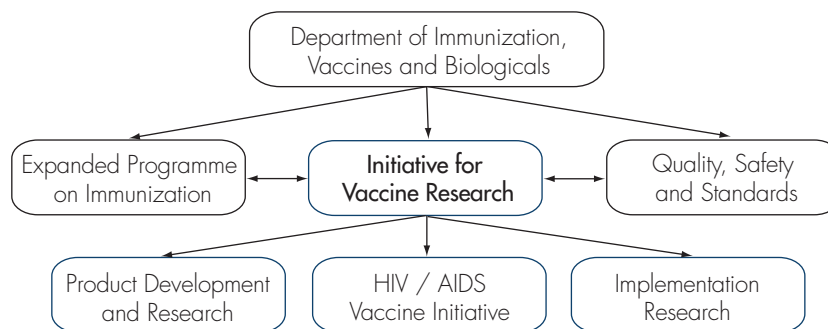 Department of Immunization,
Vaccines and Biologicals
Expanded Programme
on Immunization
Initiative for
Vaccine Research
Quality, Safety
and Standards
Product Development
and Research
HIV / AIDS
Vaccine Initiative
Implementation
Research